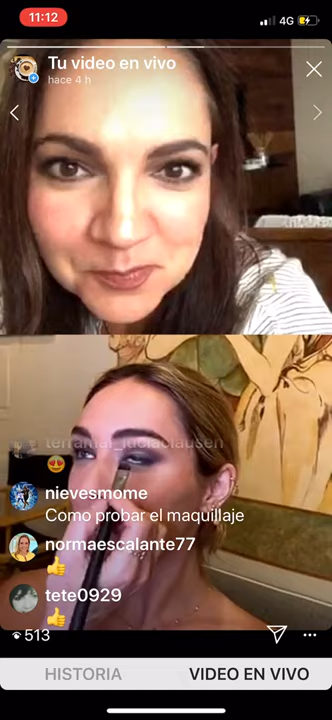 11:12
4G
Tu video en vivo
hace 4 h
terramar_luciaclausen
😍
nievesmome
Como probar el maquillaje
normaescalante77
👍
tete0929
👍
513
HISTORIA
VIDEO EN VIVO